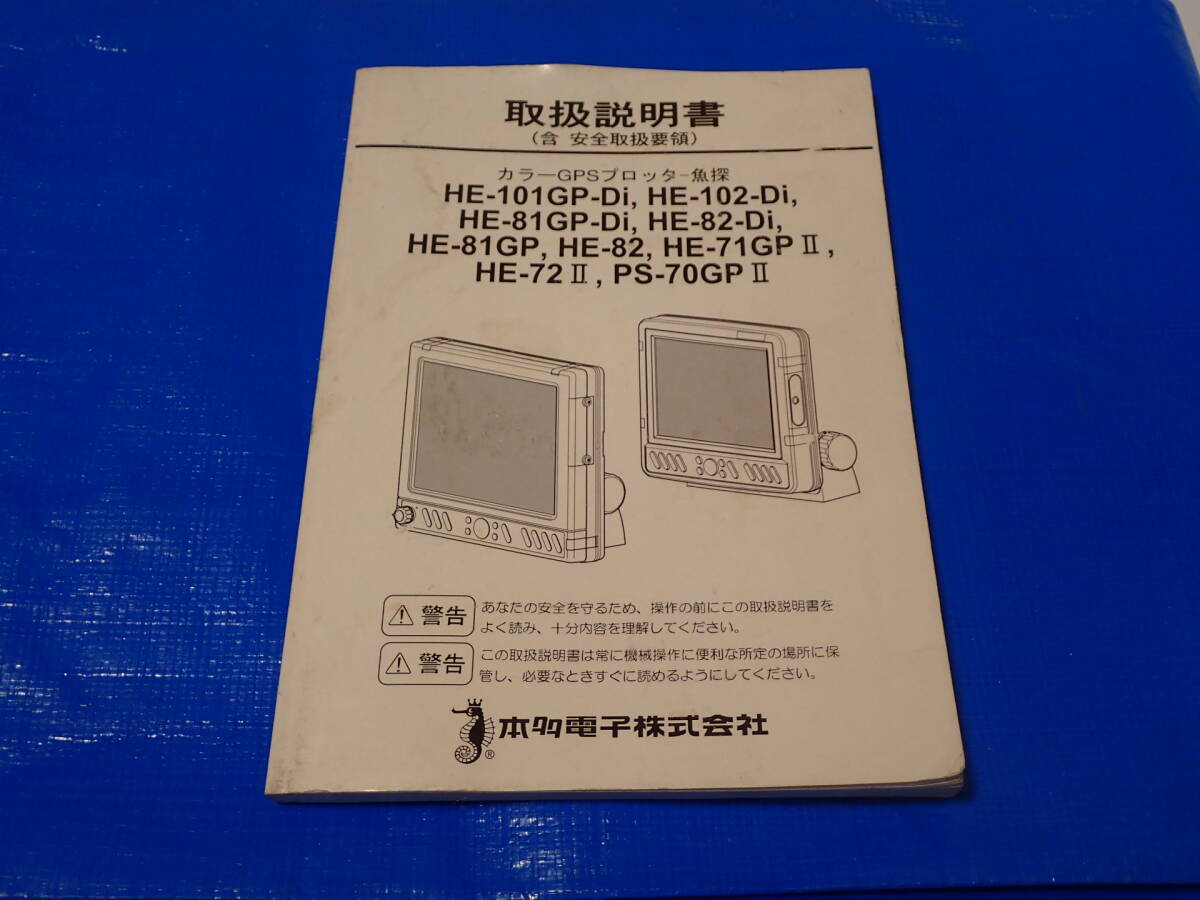 取扱説明書
(含 安全取扱要領)
カラーGPSプロッター魚探
HE-101GP-Di, HE-102-Di,
HE-81GP-Di, HE-82-Di,
HE-81GP, HE-82, HE-71GPⅡ,
HE-72Ⅱ, PS-70GPⅡ
⚠ 警告 あなたの安全を守るため、操作の前にこの取扱説明書を
よく読み、十分内容を理解してください。
⚠ 警告 この取扱説明書は常に機械操作に便利な所定の場所に保
管し、必要なときすぐに読めるようにしてください。
® 本多電子株式会社